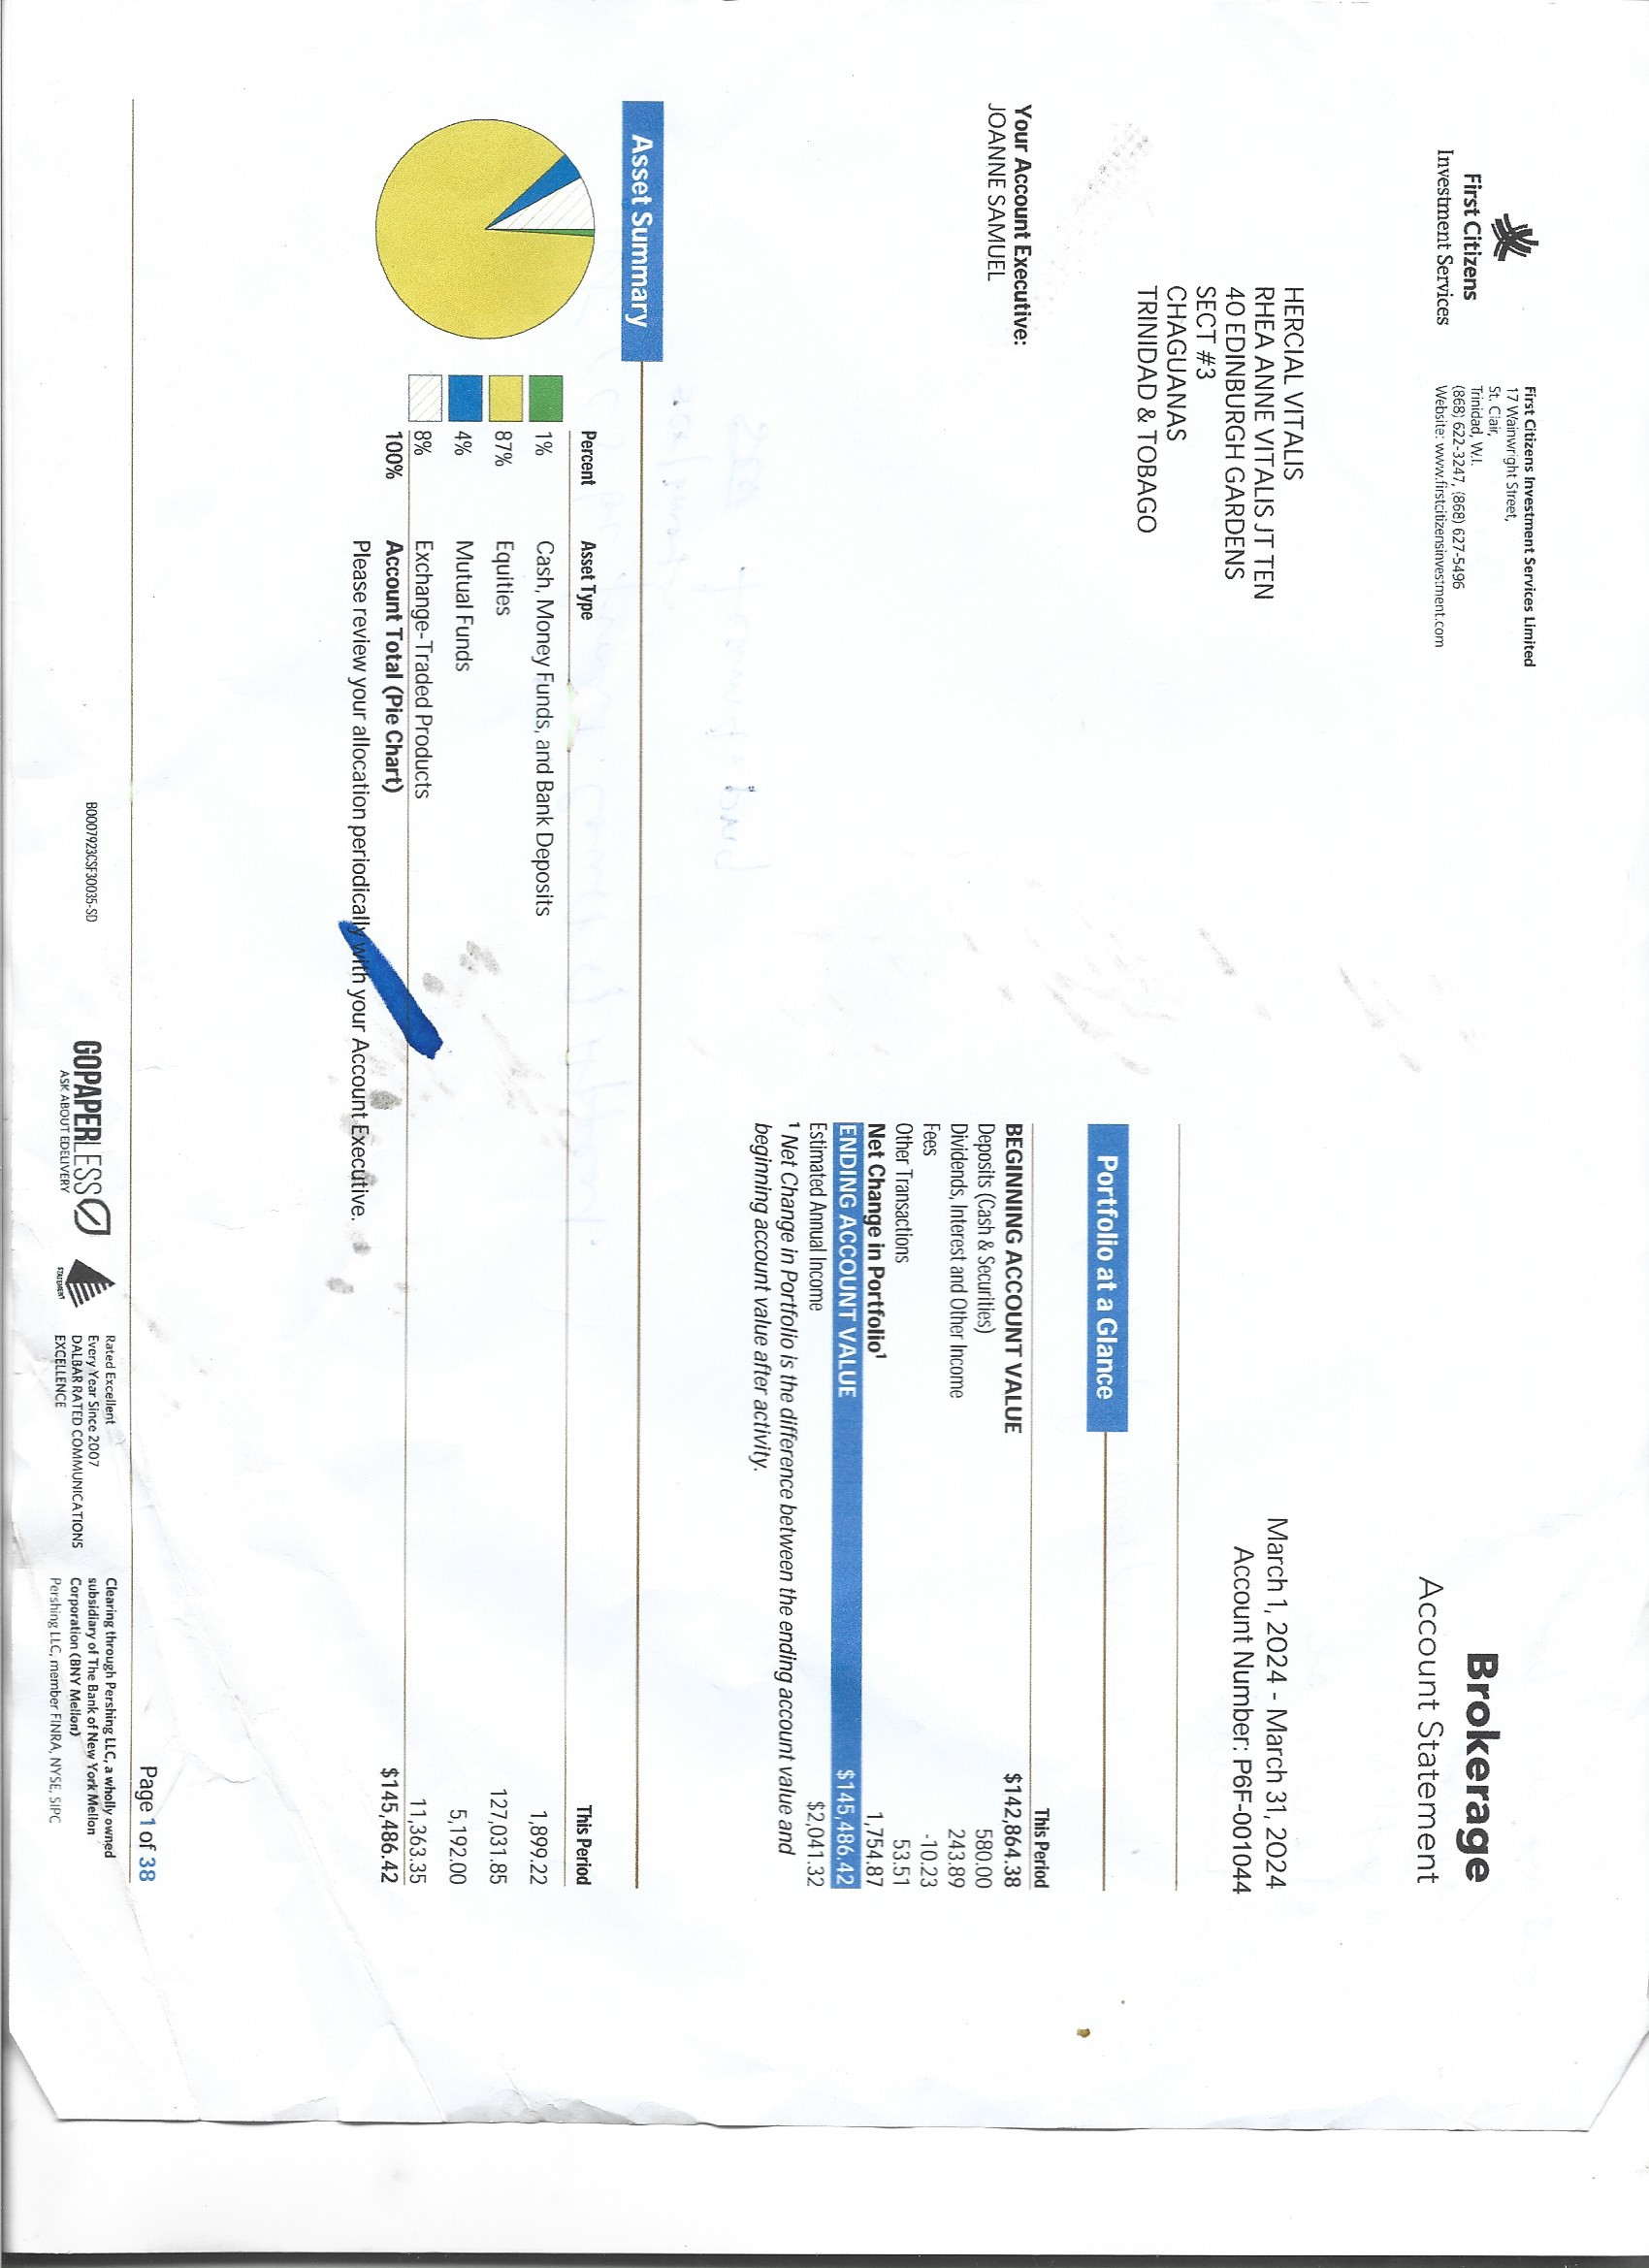 First Citizens
Investment Services
First Citizens Investment Services Limited
17 Wainwright Street,
St. Clair,
Trinidad, W.I.
(868) 622-3247, (868) 627-5496
Website: www.firstcitizensinvestment.com
Brokerage
Account Statement
March 1, 2024 - March 31, 2024
Account Number: P6F-001044
HERCIAL VITALIS
RHEA ANNE VITALIS JT TEN
40 EDINBURGH GARDENS
SECT #3
CHAGUANAS
TRINIDAD & TOBAGO
Your Account Executive:
JOANNE SAMUEL
Portfolio at a Glance
This Period
BEGINNING ACCOUNT VALUE $142,864.38
Deposits (Cash & Securities) 580.00
Dividends, Interest and Other Income 243.89
Fees -10.23
Other Transactions 53.51
Net Change in Portfolio¹ 1,754.87
ENDING ACCOUNT VALUE $145,486.42
Estimated Annual Income $2,041.32
¹ Net Change in Portfolio is the difference between the ending account value and
beginning account value after activity.
Asset Summary
Percent Asset Type This Period
1% Cash, Money Funds, and Bank Deposits 1,899.22
87% Equities 127,031.85
4% Mutual Funds 5,192.00
8% Exchange-Traded Products 11,363.35
100% Account Total (Pie Chart) $145,486.42
Please review your allocation periodically with your Account Executive.
Page 1 of 38
B0007923CSF30035-SD
GOPAPERLESS
ASK ABOUT EDELIVERY
STATEMENT
Rated Excellent
Every Year Since 2007
DALBAR RATED COMMUNICATIONS
EXCELLENCE
Clearing through Pershing LLC, a wholly owned
subsidiary of The Bank of New York Mellon
Corporation (BNY Mellon)
Pershing LLC, member FINRA, NYSE, SIPC